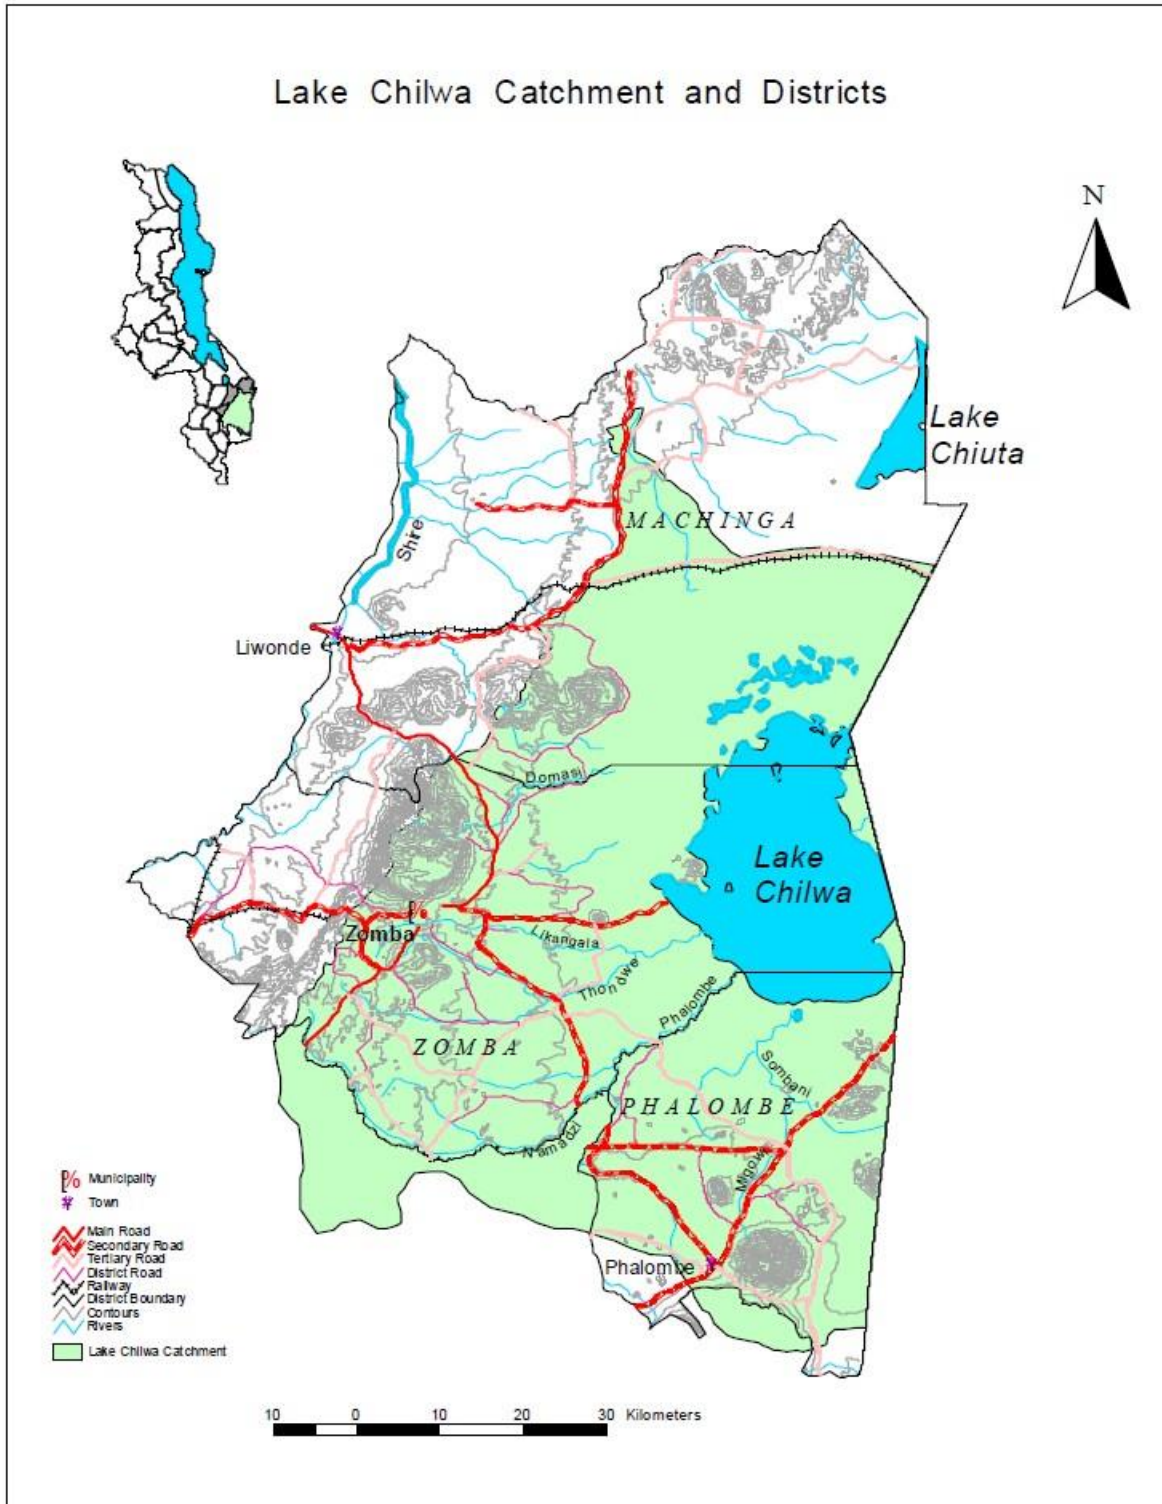 Lake Chilwa Catchment and Districts
N
Lake
Chiuta
MACHINGA
Shire
Liwonde
Domasi
Lake
Chilwa
Zomba
Likangala
Thondwe
Phalombe
ZOMBA
Sombani
PHALOMBE
Namadzi
Migowi
Phalombe
Municipality
Town
Main Road
Secondary Road
Tertiary Road
District Road
Railway
District Boundary
Contours
Rivers
Lake Chilwa Catchment
10 0 10 20 30 Kilometers